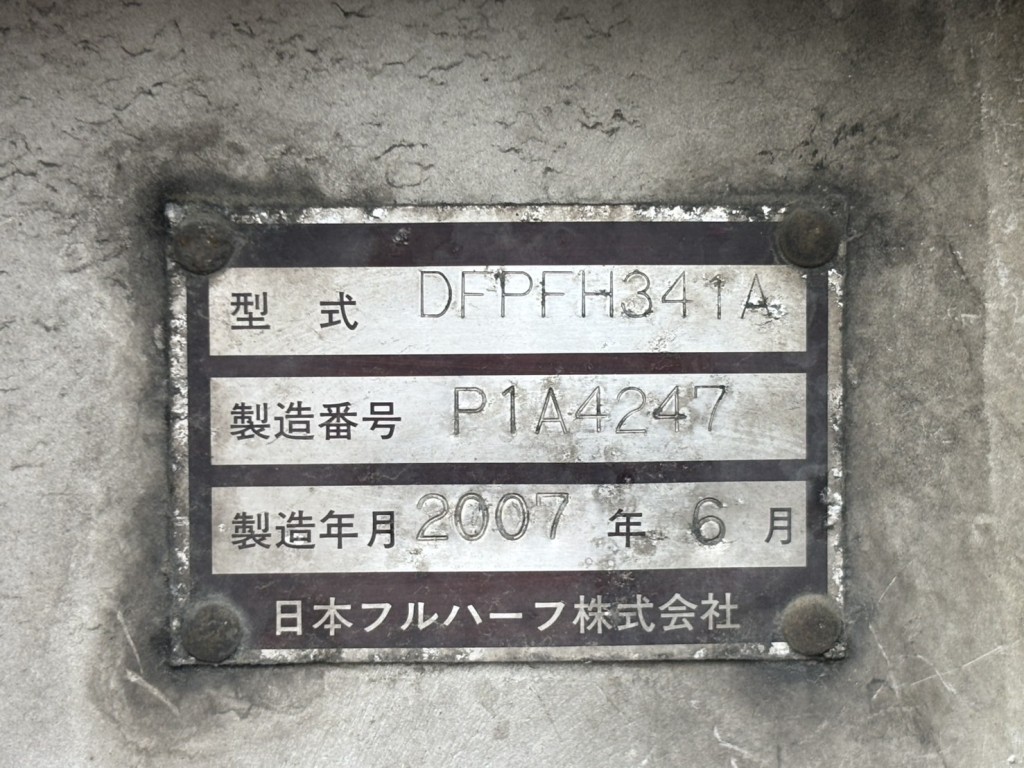 型 式 DFPFH341A
製造番号 P1A4247
製造年月 2007 年 6 月
日本フルハーフ株式会社